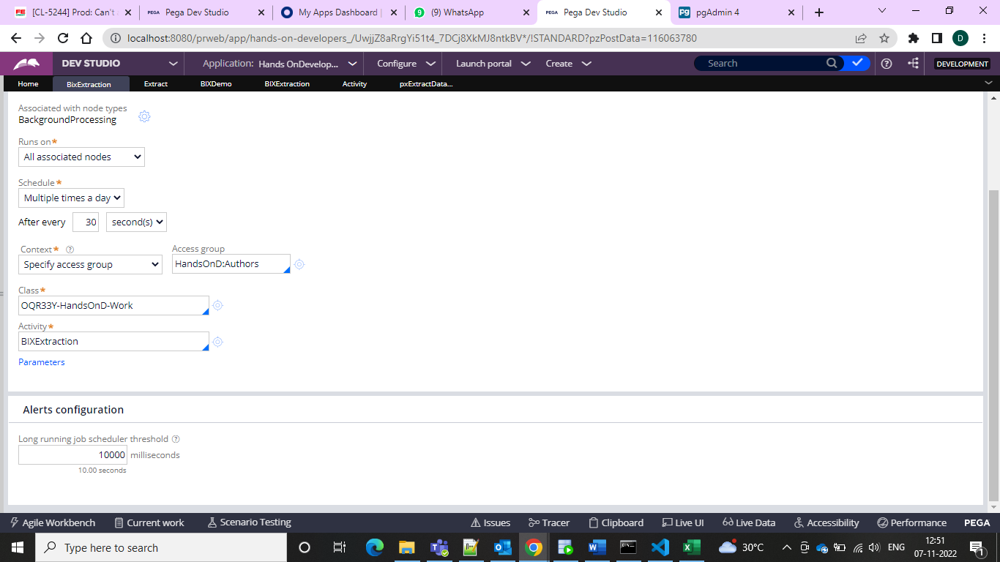 [CL-5244] Prod: Can't
PEGA Pega Dev Studio
My Apps Dashboard |
9 (9) WhatsApp
PEGA Pega Dev Studio
Pg pgAdmin 4
localhost:8080/prweb/app/hands-on-developers_/UwjjZ8aRrgYi51t4_7DCj8XkMJ8ntkBV*/!STANDARD?pzPostData=116063780
D
DEV STUDIO
Application: Hands OnDevelop...
Configure
Launch portal
Create
Search
DEVELOPMENT
Home
BixExtraction
Extract
BIXDemo
BIXExtraction
Activity
pxExtractData...
Associated with node types
BackgroundProcessing
Runs on*
All associated nodes
Schedule*
Multiple times a day
After every 30 second(s)
Context* ? Access group
Specify access group HandsOnD:Authors
Class*
OQR33Y-HandsOnD-Work
Activity*
BIXExtraction
Parameters
Alerts configuration
Long running job scheduler threshold ?
10000 milliseconds
10.00 seconds
Agile Workbench
Current work
Scenario Testing
Issues
Tracer
Clipboard
Live UI
Live Data
Accessibility
Performance
PEGA
Type here to search
30°C
ENG
12:51
07-11-2022
1